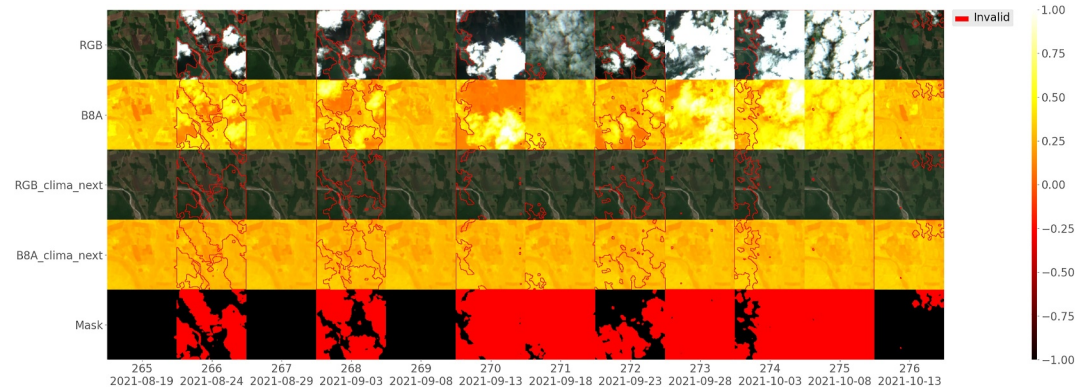 RGB
B8A
RGB_clima_next
B8A_clima_next
Mask
265 266 267 268 269 270 271 272 273 274 275 276
2021-08-19 2021-08-24 2021-08-29 2021-09-03 2021-09-08 2021-09-13 2021-09-18 2021-09-23 2021-09-28 2021-10-03 2021-10-08 2021-10-13
Invalid
1.00
0.75
0.50
0.25
0.00
−0.25
−0.50
−0.75
−1.00